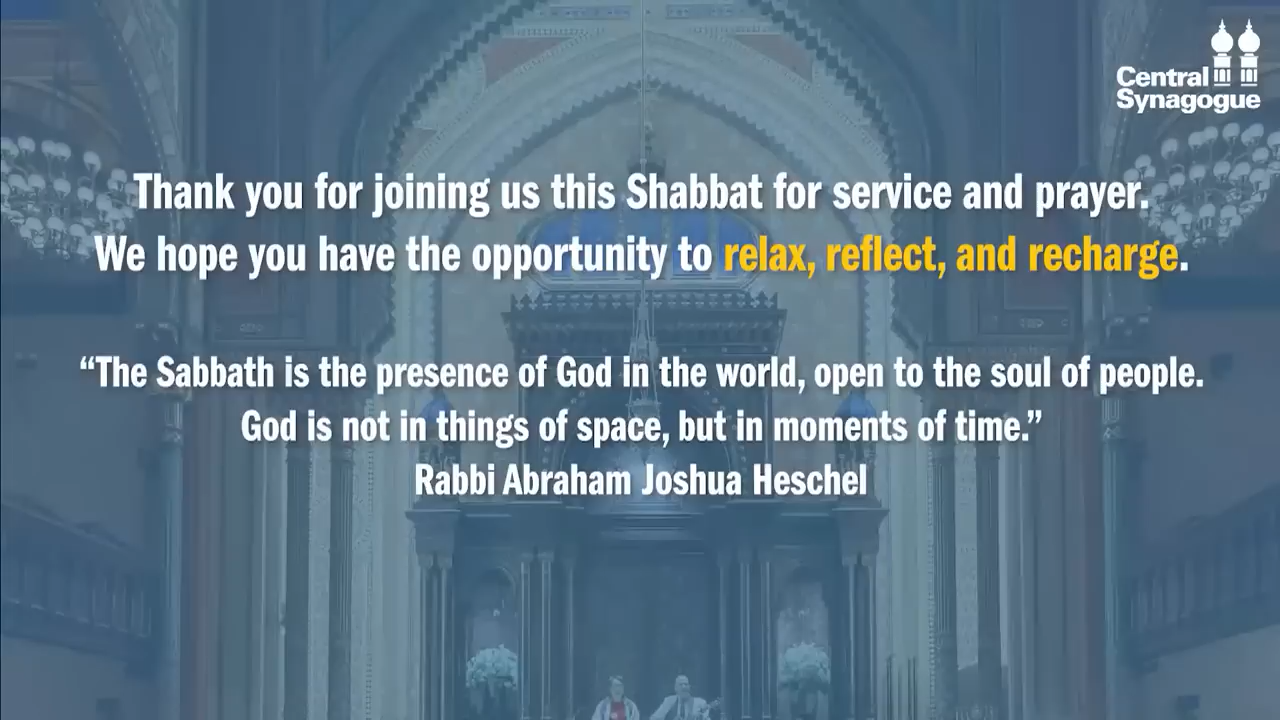 Central
Synagogue
Thank you for joining us this Shabbat for service and prayer.
We hope you have the opportunity to relax, reflect, and recharge.
“The Sabbath is the presence of God in the world, open to the soul of people.
God is not in things of space, but in moments of time.”
Rabbi Abraham Joshua Heschel